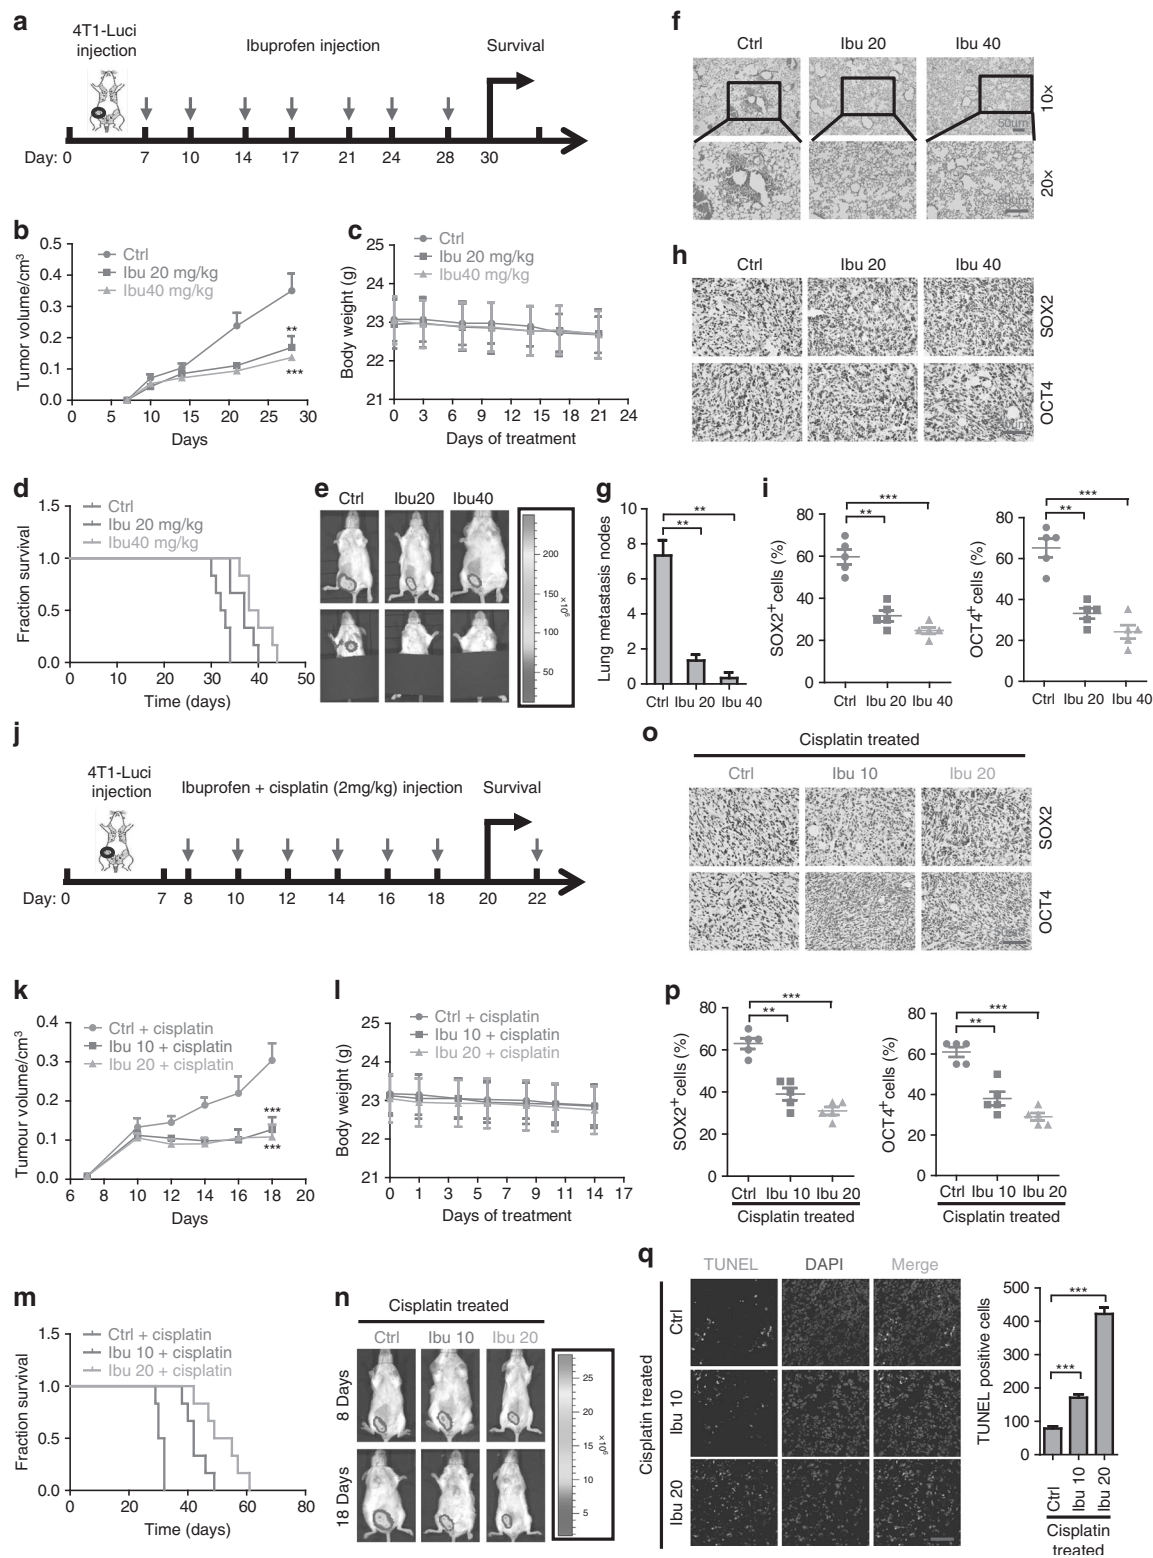 a
4T1-Luci
injection
Ibuprofen injection
Survival
Day: 0 7 10 14 17 21 24 28 30
b
Tumor volume/cm³
0.5
0.4
0.3
0.2
0.1
0.0
Ctrl
Ibu 20 mg/kg
Ibu40 mg/kg
**
***
0 5 10 15 20 25 30
Days
c
Body weight (g)
25
24
23
22
21
Ctrl
Ibu 20 mg/kg
Ibu40 mg/kg
0 3 6 9 12 15 18 21 24
Days of treatment
d
Fraction survival
1.5
1.0
0.5
0.0
Ctrl
Ibu 20 mg/kg
Ibu40 mg/kg
0 10 20 30 40 50
Time (days)
e
Ctrl Ibu20 Ibu40
200
150
100
50
×10⁶
f
Ctrl Ibu 20 Ibu 40
10×
50um
20×
g
Lung metastasis nodes
10
8
6
4
2
0
**
**
Ctrl Ibu 20 Ibu 40
h
Ctrl Ibu 20 Ibu 40
SOX2
OCT4
i
SOX2⁺ cells (%)
80
60
40
20
0
***
**
Ctrl Ibu 20 Ibu 40
OCT4⁺ cells (%)
80
60
40
20
0
***
**
Ctrl Ibu 20 Ibu 40
j
4T1-Luci
injection
Ibuprofen + cisplatin (2mg/kg) injection
Survival
Day: 0 7 8 10 12 14 16 18 20 22
k
Tumour volume/cm³
0.4
0.3
0.2
0.1
0.0
Ctrl + cisplatin
Ibu 10 + cisplatin
Ibu 20 + cisplatin
***
***
6 8 10 12 14 16 18 20
Days
l
Body weight (g)
25
24
23
22
21
Ctrl + cisplatin
Ibu 10 + cisplatin
Ibu 20 + cisplatin
0 1 3 5 7 8 9 11 14 17
Days of treatment
m
Fraction survival
1.5
1.0
0.5
0.0
Ctrl + cisplatin
Ibu 10 + cisplatin
Ibu 20 + cisplatin
0 20 40 60 80
Time (days)
n
Cisplatin treated
Ctrl Ibu 10 Ibu 20
8 Days
18 Days
25
20
15
10
5
×10⁶
o
Cisplatin treated
Ctrl Ibu 10 Ibu 20
SOX2
OCT4
p
SOX2⁺ cells (%)
80
60
40
20
0
***
**
Ctrl Ibu 10 Ibu 20
Cisplatin treated
OCT4⁺ cells (%)
80
60
40
20
0
***
**
Ctrl Ibu 10 Ibu 20
Cisplatin treated
q
TUNEL DAPI Merge
Cisplatin treated
Ctrl
Ibu 10
Ibu 20
TUNEL positive cells
500
400
300
200
100
0
***
***
Ctrl
Ibu 10
Ibu 20
Cisplatin
treated